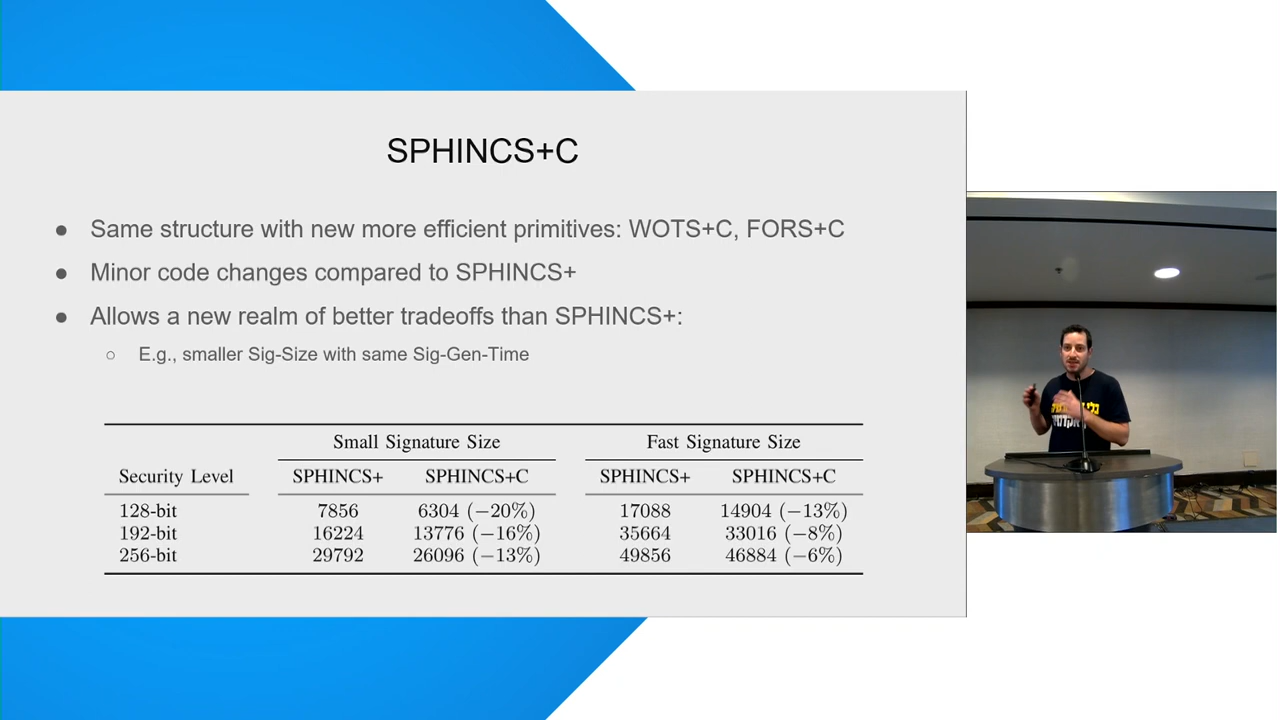 SPHINCS+C
● Same structure with new more efficient primitives: WOTS+C, FORS+C
● Minor code changes compared to SPHINCS+
● Allows a new realm of better tradeoffs than SPHINCS+:
○ E.g., smaller Sig-Size with same Sig-Gen-Time
Small Signature Size Fast Signature Size
Security Level SPHINCS+ SPHINCS+C SPHINCS+ SPHINCS+C
128-bit 7856 6304 (−20%) 17088 14904 (−13%)
192-bit 16224 13776 (−16%) 35664 33016 (−8%)
256-bit 29792 26096 (−13%) 49856 46884 (−6%)